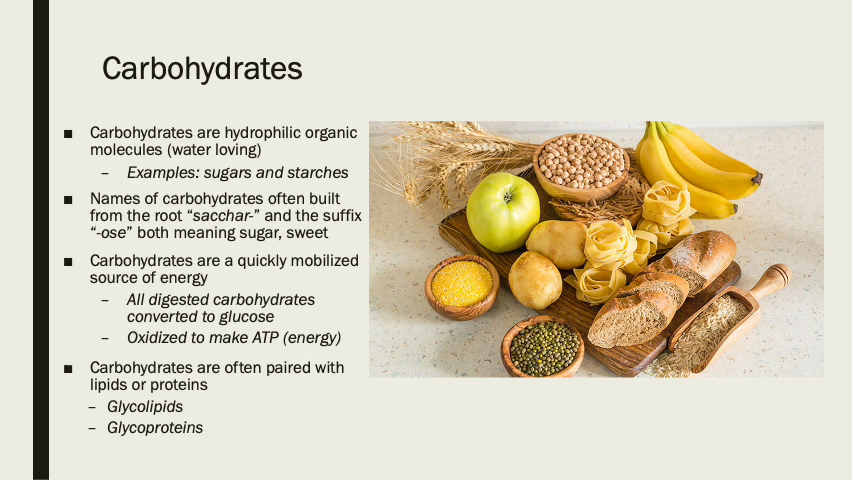 Carbohydrates
■ Carbohydrates are hydrophilic organic
molecules (water loving)
– Examples: sugars and starches
■ Names of carbohydrates often built
from the root “sacchar-” and the suffix
“-ose” both meaning sugar, sweet
■ Carbohydrates are a quickly mobilized
source of energy
– All digested carbohydrates
converted to glucose
– Oxidized to make ATP (energy)
■ Carbohydrates are often paired with
lipids or proteins
– Glycolipids
– Glycoproteins